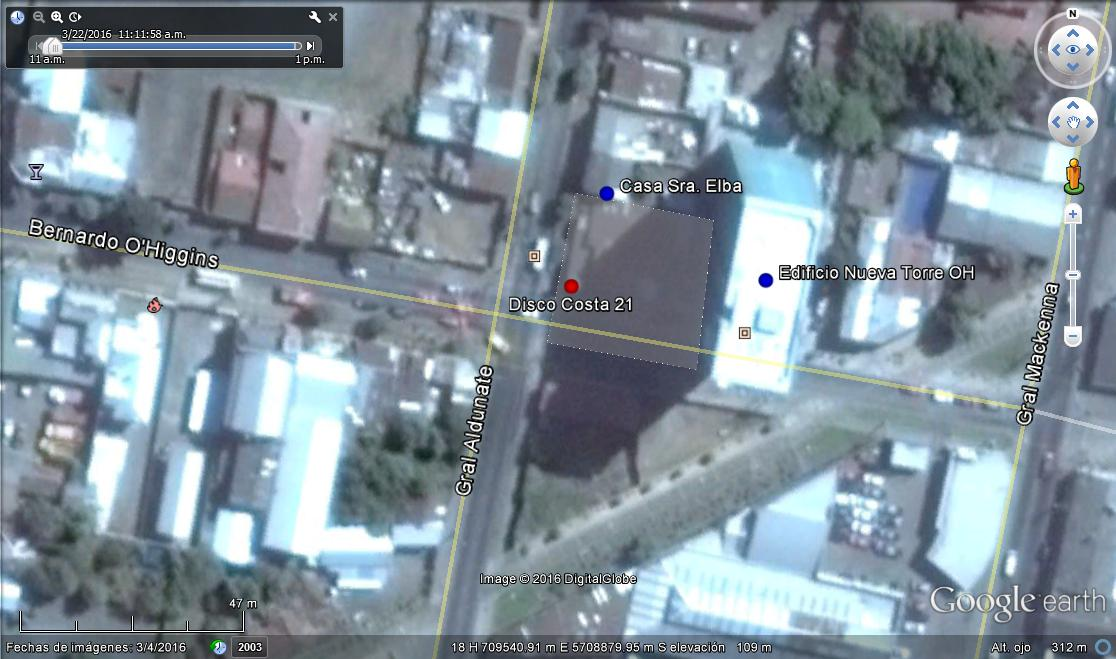 3/22/2016 11:11:58 a.m.
11 a.m.
1 p.m.
N
Casa Sra. Elba
Bernardo O'Higgins
Edificio Nueva Torre OH
Disco Costa 21
Gral Mackenna
Gral Aldunate
Image © 2016 DigitalGlobe
47 m
Google earth
Fechas de imágenes: 3/4/2016
2003
18 H 709540.91 m E 5708879.95 m S elevación 109 m
Alt. ojo 312 m